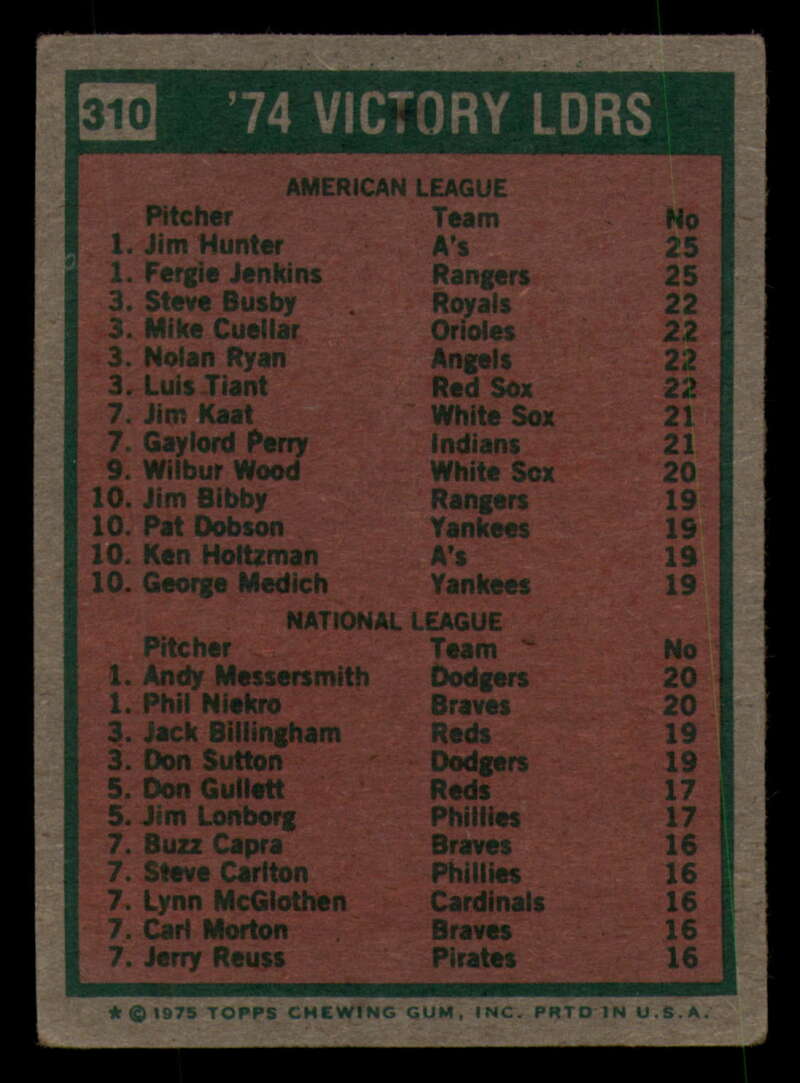 310 '74 VICTORY LDRS
AMERICAN LEAGUE
Pitcher Team No
1. Jim Hunter A's 25
1. Fergie Jenkins Rangers 25
3. Steve Busby Royals 22
3. Mike Cuellar Orioles 22
3. Nolan Ryan Angels 22
3. Luis Tiant Red Sox 22
7. Jim Kaat White Sox 21
7. Gaylord Perry Indians 21
9. Wilbur Wood White Sox 20
10. Jim Bibby Rangers 19
10. Pat Dobson Yankees 19
10. Ken Holtzman A's 19
10. George Medich Yankees 19
NATIONAL LEAGUE
Pitcher Team No
1. Andy Messersmith Dodgers 20
1. Phil Niekro Braves 20
3. Jack Billingham Reds 19
3. Don Sutton Dodgers 19
5. Don Gullett Reds 17
5. Jim Lonborg Phillies 17
7. Buzz Capra Braves 16
7. Steve Carlton Phillies 16
7. Lynn McGlothen Cardinals 16
7. Carl Morton Braves 16
7. Jerry Reuss Pirates 16
* © 1975 TOPPS CHEWING GUM, INC. PRTD IN U.S.A.